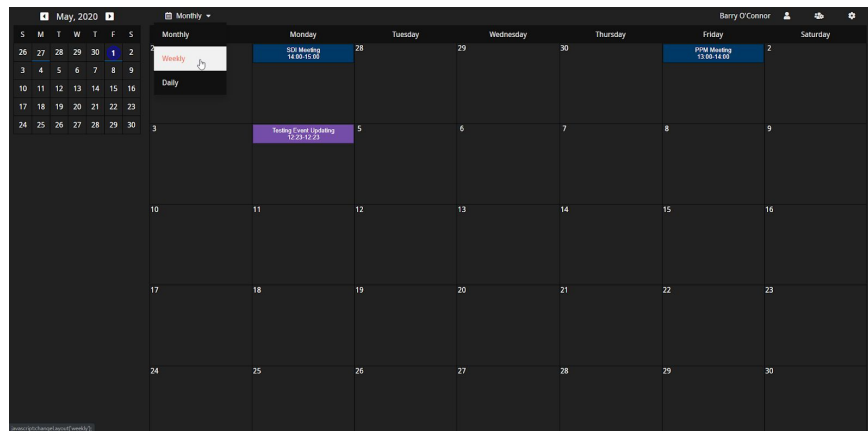 May, 2020
Monthly
Barry O'Connor
S M T W T F S
26 27 28 29 30 1 2
3 4 5 6 7 8 9
10 11 12 13 14 15 16
17 18 19 20 21 22 23
24 25 26 27 28 29 30
Monthly
Weekly
Daily
Monday Tuesday Wednesday Thursday Friday Saturday
2 28 29 30 2
SDI Meeting
14:00-15:00
PPM Meeting
13:00-14:00
3 5 6 7 8 9
Testing Event Updating
12:23-12:23
10 11 12 13 14 15 16
17 18 19 20 21 22 23
24 25 26 27 28 29 30
javascript:changeLayout('weekly');